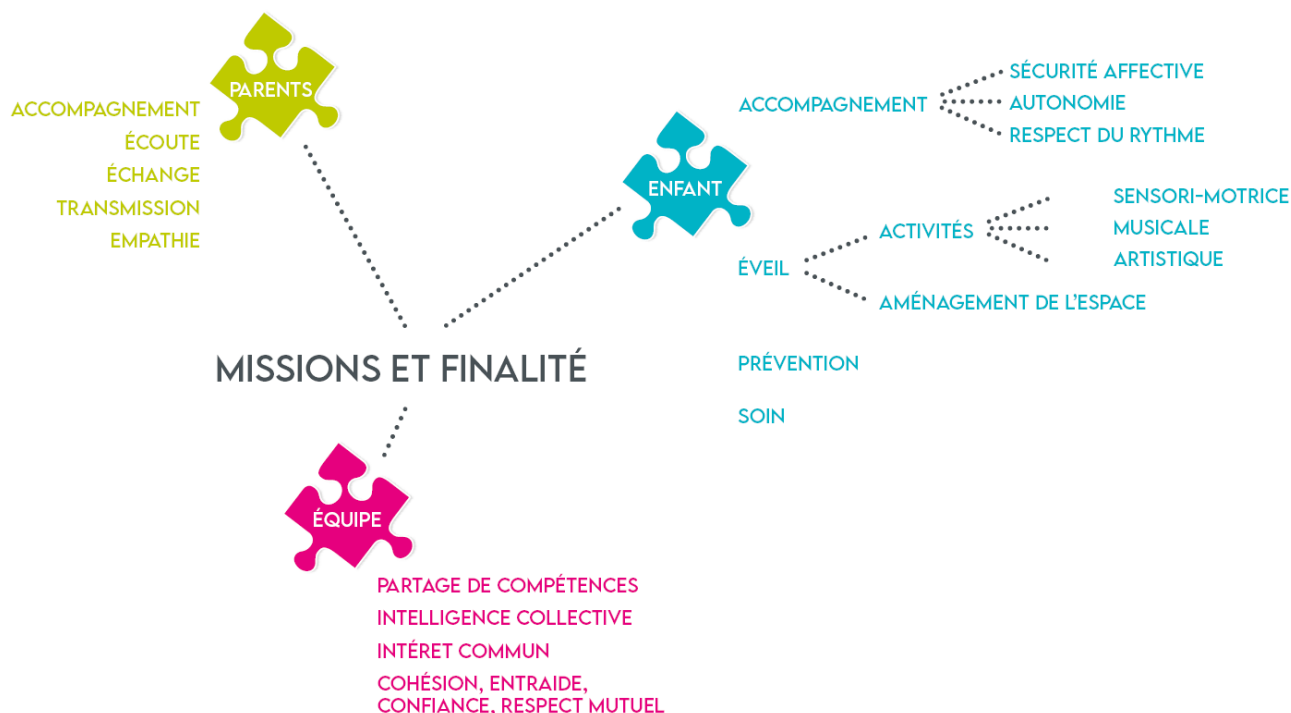 PARENTS
ACCOMPAGNEMENT
ÉCOUTE
ÉCHANGE
TRANSMISSION
EMPATHIE
ENFANT
ACCOMPAGNEMENT
SÉCURITÉ AFFECTIVE
AUTONOMIE
RESPECT DU RYTHME
ÉVEIL
ACTIVITÉS
SENSORI-MOTRICE
MUSICALE
ARTISTIQUE
AMÉNAGEMENT DE L'ESPACE
PRÉVENTION
SOIN
MISSIONS ET FINALITÉ
ÉQUIPE
PARTAGE DE COMPÉTENCES
INTELLIGENCE COLLECTIVE
INTÉRET COMMUN
COHÉSION, ENTRAIDE,
CONFIANCE, RESPECT MUTUEL